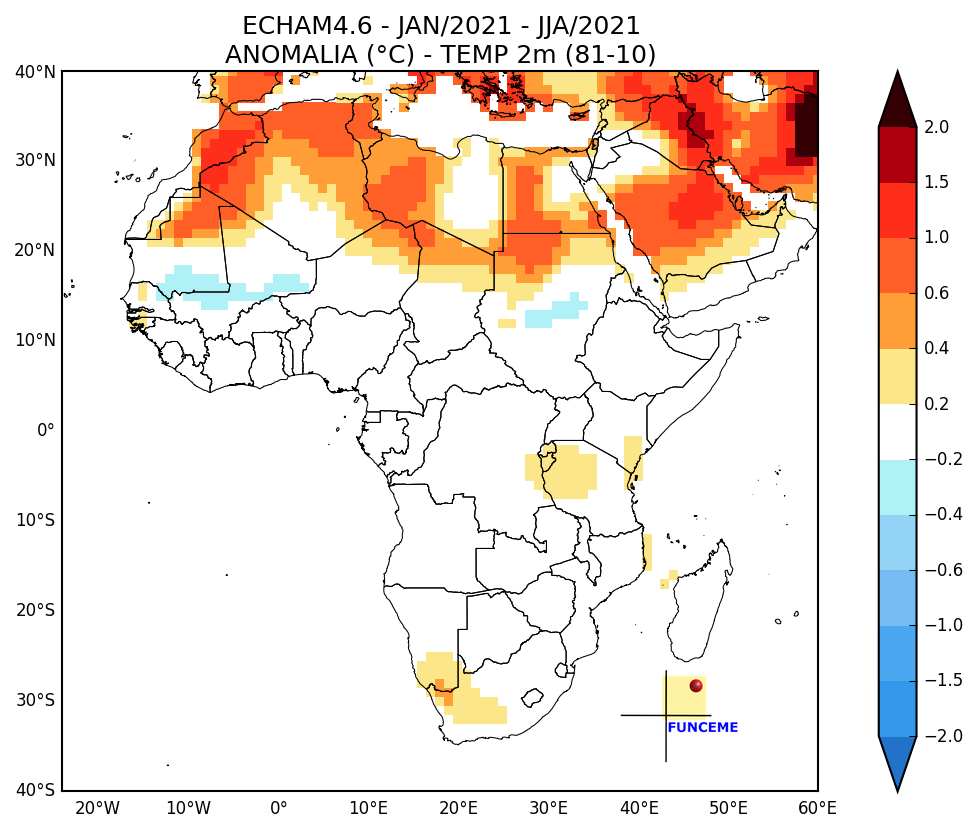 ECHAM4.6 - JAN/2021 - JJA/2021
ANOMALIA (°C) - TEMP 2m (81-10)
40°N
30°N
20°N
10°N
0°
10°S
20°S
30°S
40°S
20°W
10°W
0°
10°E
20°E
30°E
40°E
50°E
60°E
2.0
1.5
1.0
0.6
0.4
0.2
−0.2
−0.4
−0.6
−1.0
−1.5
−2.0
FUNCEME